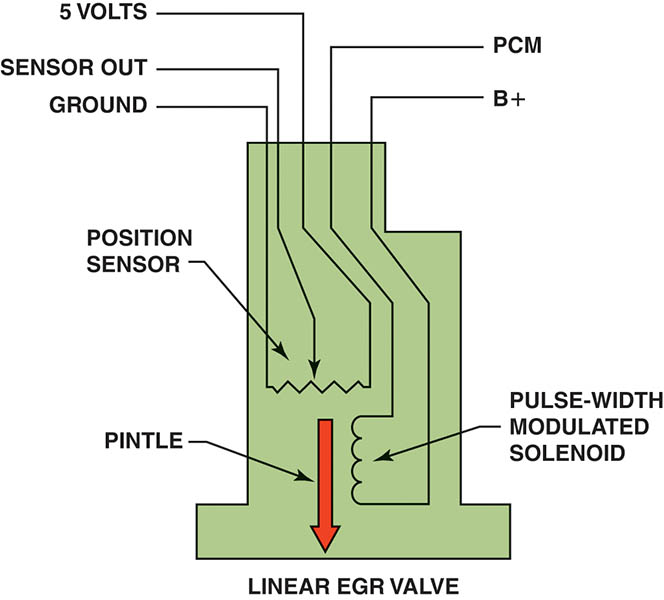 5 VOLTS
PCM
SENSOR OUT
B+
GROUND
POSITION
SENSOR
PULSE-WIDTH
MODULATED
SOLENOID
PINTLE
LINEAR EGR VALVE